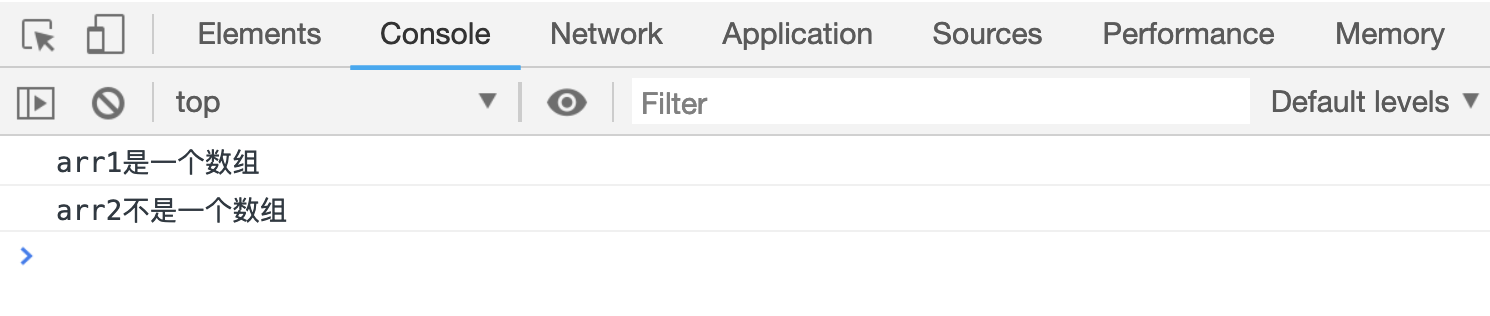 Elements Console Network Application Sources Performance Memory
top Filter Default levels
arr1是一个数组
arr2不是一个数组